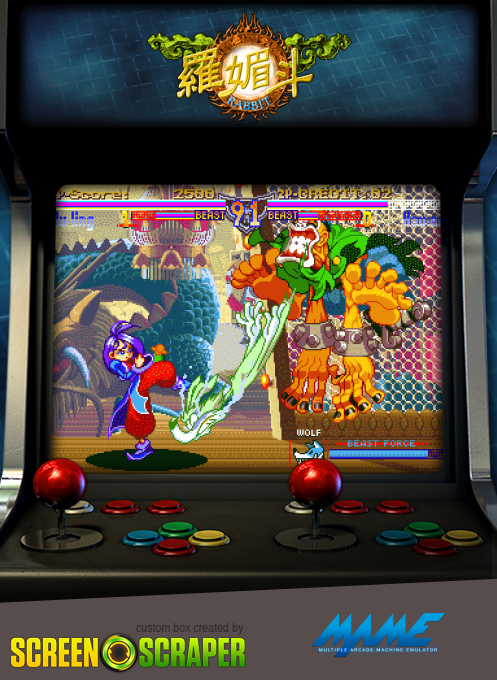 羅媚斗
RABBIT
P-Score: 2500 2P-CREDIT:02
BEAST 91 BEAST
WOLF
BEAST FORCE
custom box created by
SCREEN SCRAPER
MAME
MULTIPLE ARCADE MACHINE EMULATOR